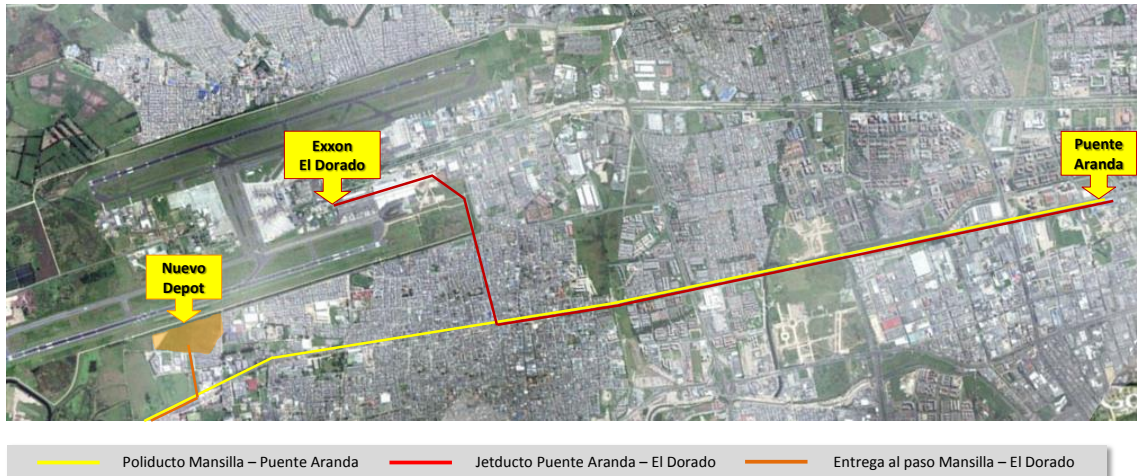 Exxon
El Dorado
Puente
Aranda
Nuevo
Depot
Poliducto Mansilla – Puente Aranda
Jetducto Puente Aranda – El Dorado
Entrega al paso Mansilla – El Dorado